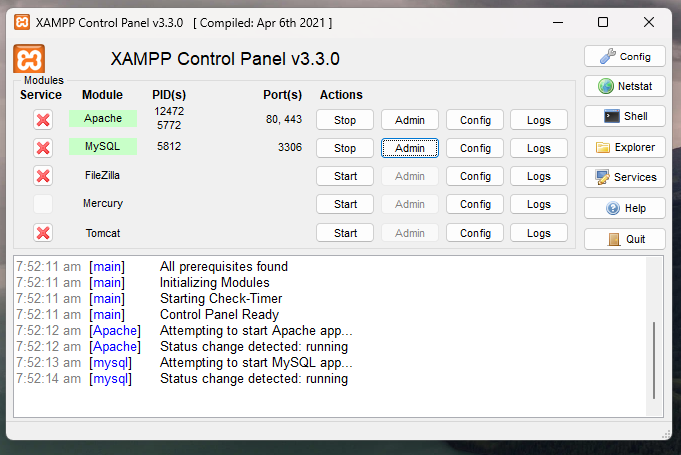 XAMPP Control Panel v3.3.0 [ Compiled: Apr 6th 2021 ]
XAMPP Control Panel v3.3.0
Config
Modules
Service Module PID(s) Port(s) Actions
Netstat
Apache 12472 5772 80, 443 Stop Admin Config Logs
Shell
MySQL 5812 3306 Stop Admin Config Logs
Explorer
FileZilla Start Admin Config Logs
Services
Mercury Start Admin Config Logs
Help
Tomcat Start Admin Config Logs
Quit
7:52:11 am [main] All prerequisites found
7:52:11 am [main] Initializing Modules
7:52:11 am [main] Starting Check-Timer
7:52:11 am [main] Control Panel Ready
7:52:12 am [Apache] Attempting to start Apache app...
7:52:12 am [Apache] Status change detected: running
7:52:13 am [mysql] Attempting to start MySQL app...
7:52:14 am [mysql] Status change detected: running